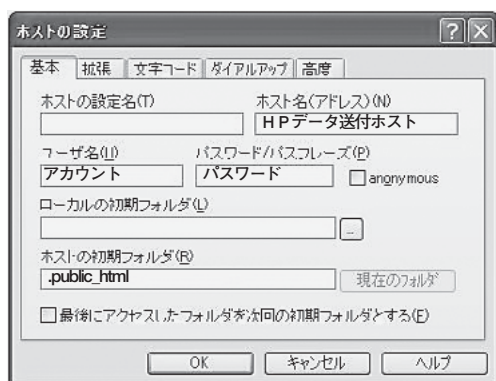 ホストの設定
基本 拡張 文字コード ダイアルアップ 高度
ホストの設定名(T) ホスト名(アドレス)(N)
HPデータ送付ホスト
ユーザ名(U) パスワード/パスフレーズ(P)
アカウント パスワード anonymous
ローカルの初期フォルダ(L)
...
ホストの初期フォルダ(R)
.public_html 現在のフォルダ
最後にアクセスしたフォルダを次回の初期フォルダとする(F)
OK キャンセル ヘルプ